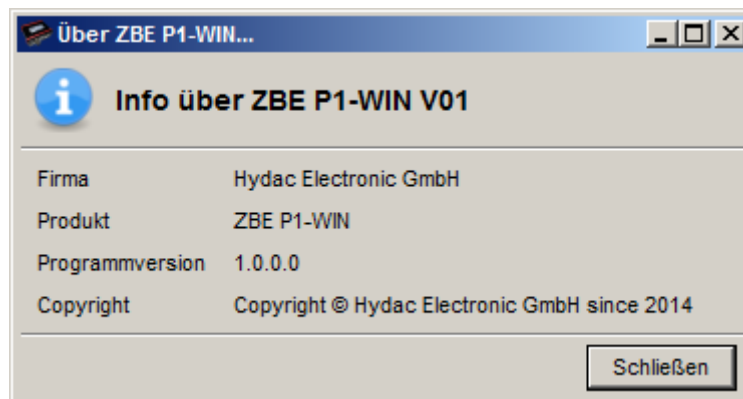 Über ZBE P1-WIN...
Info über ZBE P1-WIN V01
Firma Hydac Electronic GmbH
Produkt ZBE P1-WIN
Programmversion 1.0.0.0
Copyright Copyright © Hydac Electronic GmbH since 2014
Schließen